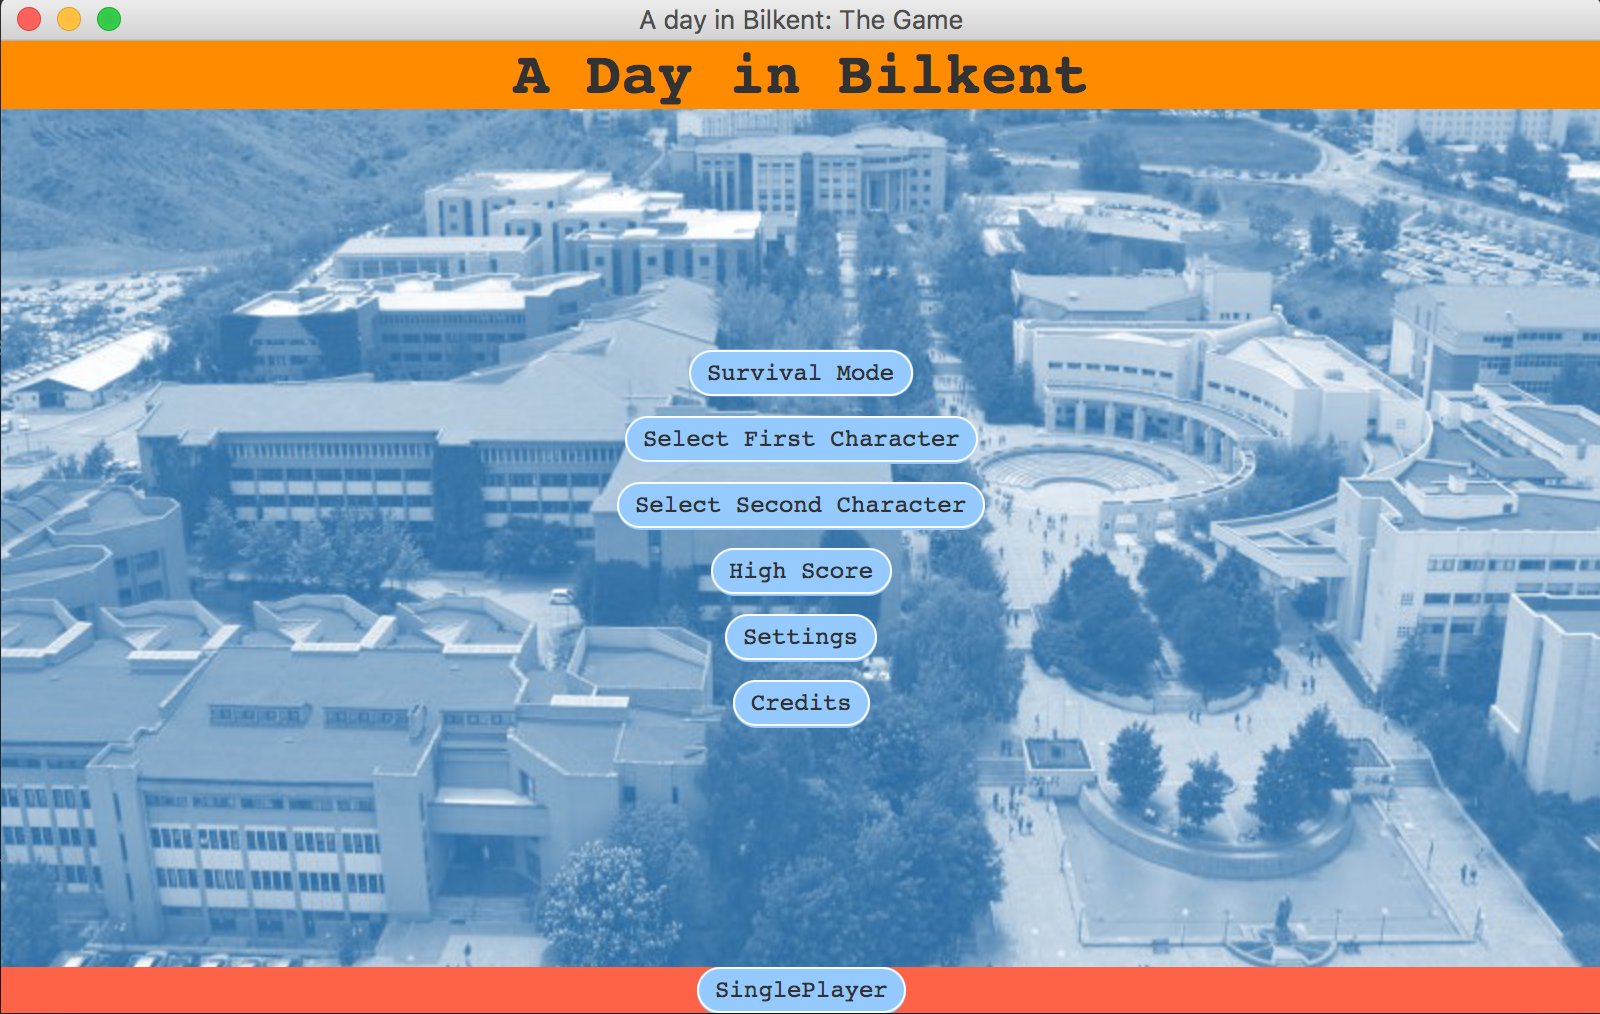 A day in Bilkent: The Game
A Day in Bilkent
Survival Mode
Select First Character
Select Second Character
High Score
Settings
Credits
SinglePlayer